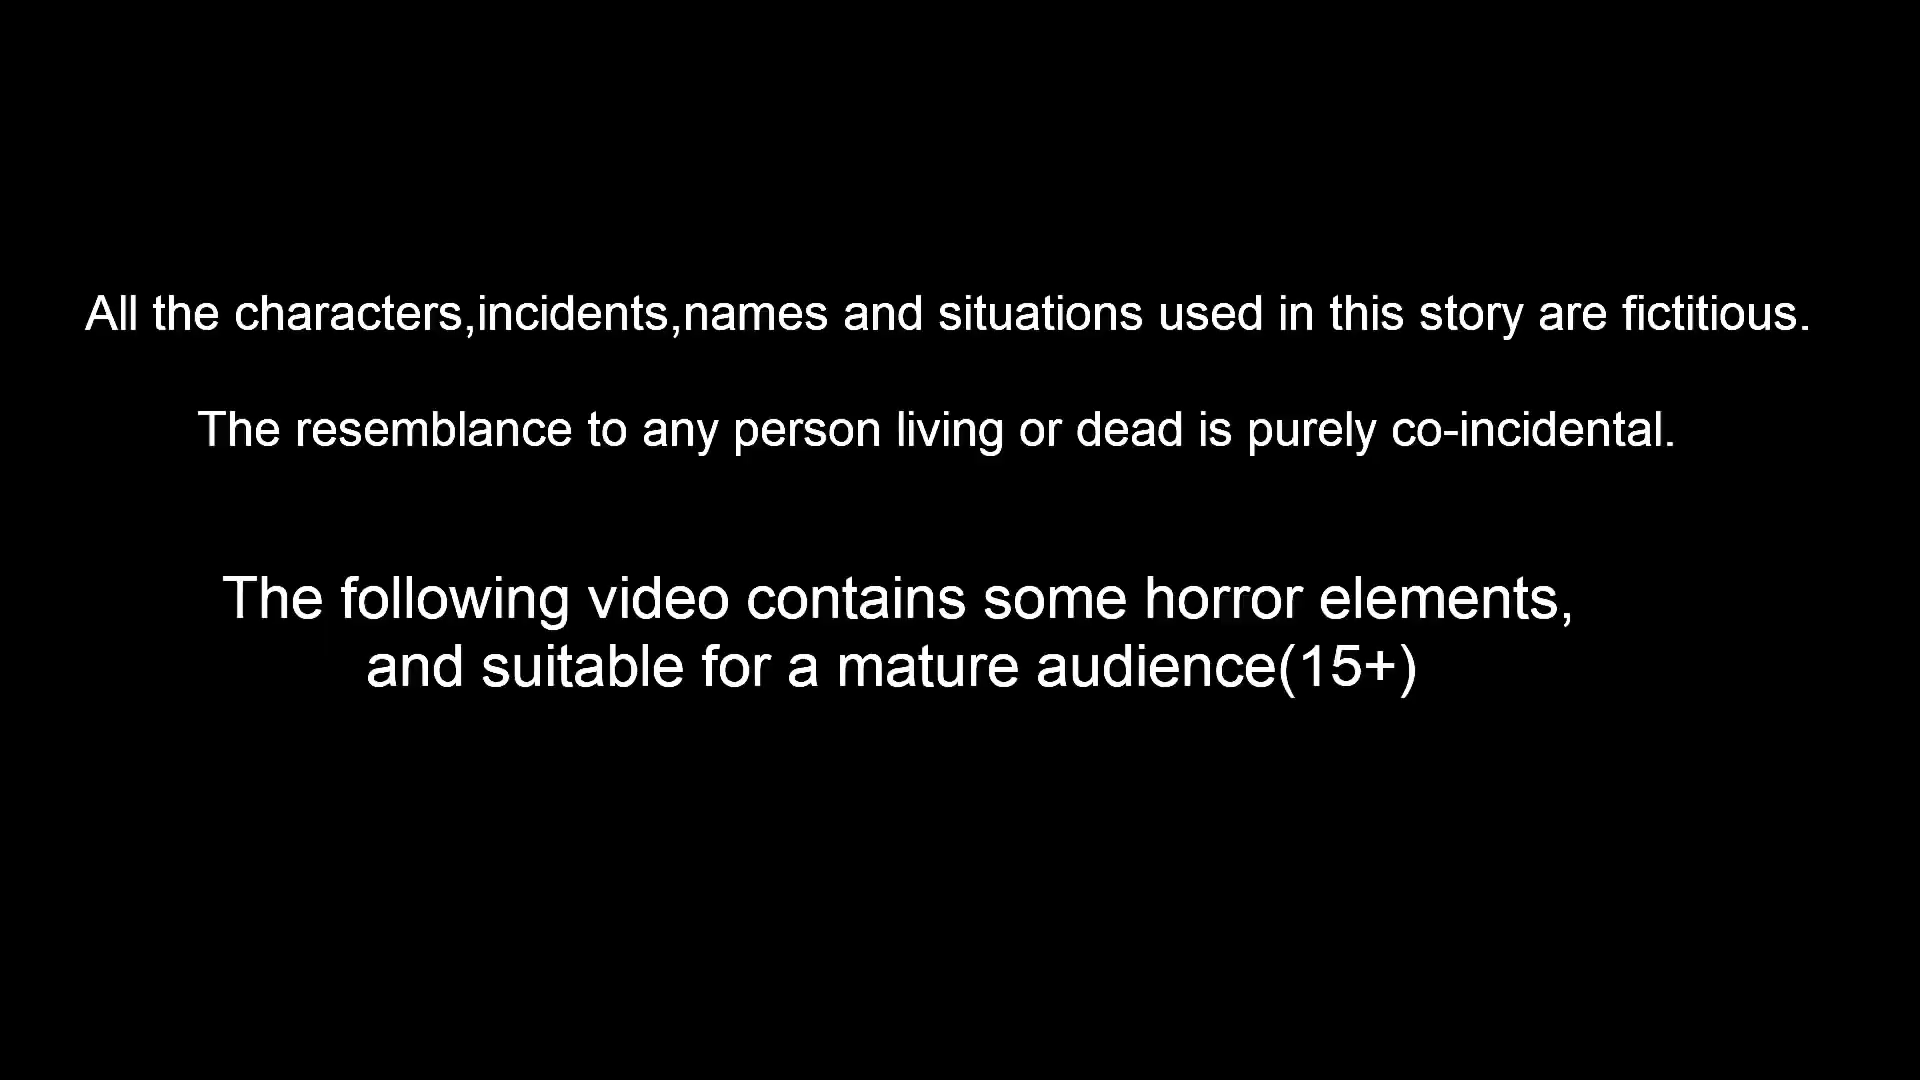 All the characters,incidents,names and situations used in this story are fictitious.
The resemblance to any person living or dead is purely co-incidental.
The following video contains some horror elements,
and suitable for a mature audience(15+)